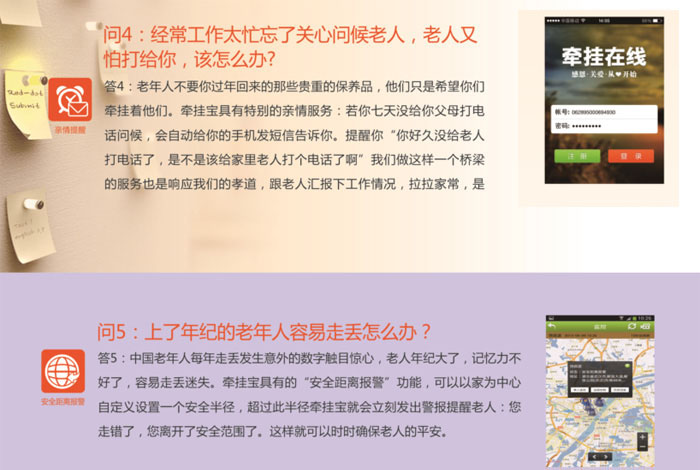 问4：经常工作太忙忘了关心问候老人，老人又
怕打给你，该怎么办?
答4：老年人不要你过年回来的那些贵重的保养品，他们只是希望你们
牵挂着他们。牵挂宝具有特别的亲情服务：若你七天没给你父母打电
话问候，会自动给你的手机发短信告诉你。提醒你“你好久没给老人
打电话了，是不是该给家里老人打个电话了啊”我们做这样一个桥梁
的服务也是响应我们的孝道，跟老人汇报下工作情况，拉拉家常，是
亲情提醒
Submit
牵挂在线
感恩·关爱·从 开始
帐号: 062895000894600
密码:
注 册
登 录
问5：上了年纪的老年人容易走丢怎么办？
答5：中国老年人每年走丢发生意外的数字触目惊心，老人年纪大了，记忆力不
好了，容易走丢迷失。牵挂宝具有的“安全距离报警”功能，可以以家为中心
自定义设置一个安全半径，超过此半径牵挂宝就会立刻发出警报提醒老人：您
走错了，您离开了安全范围了。这样就可以时时确保老人的平安。
安全距离报警
10:26